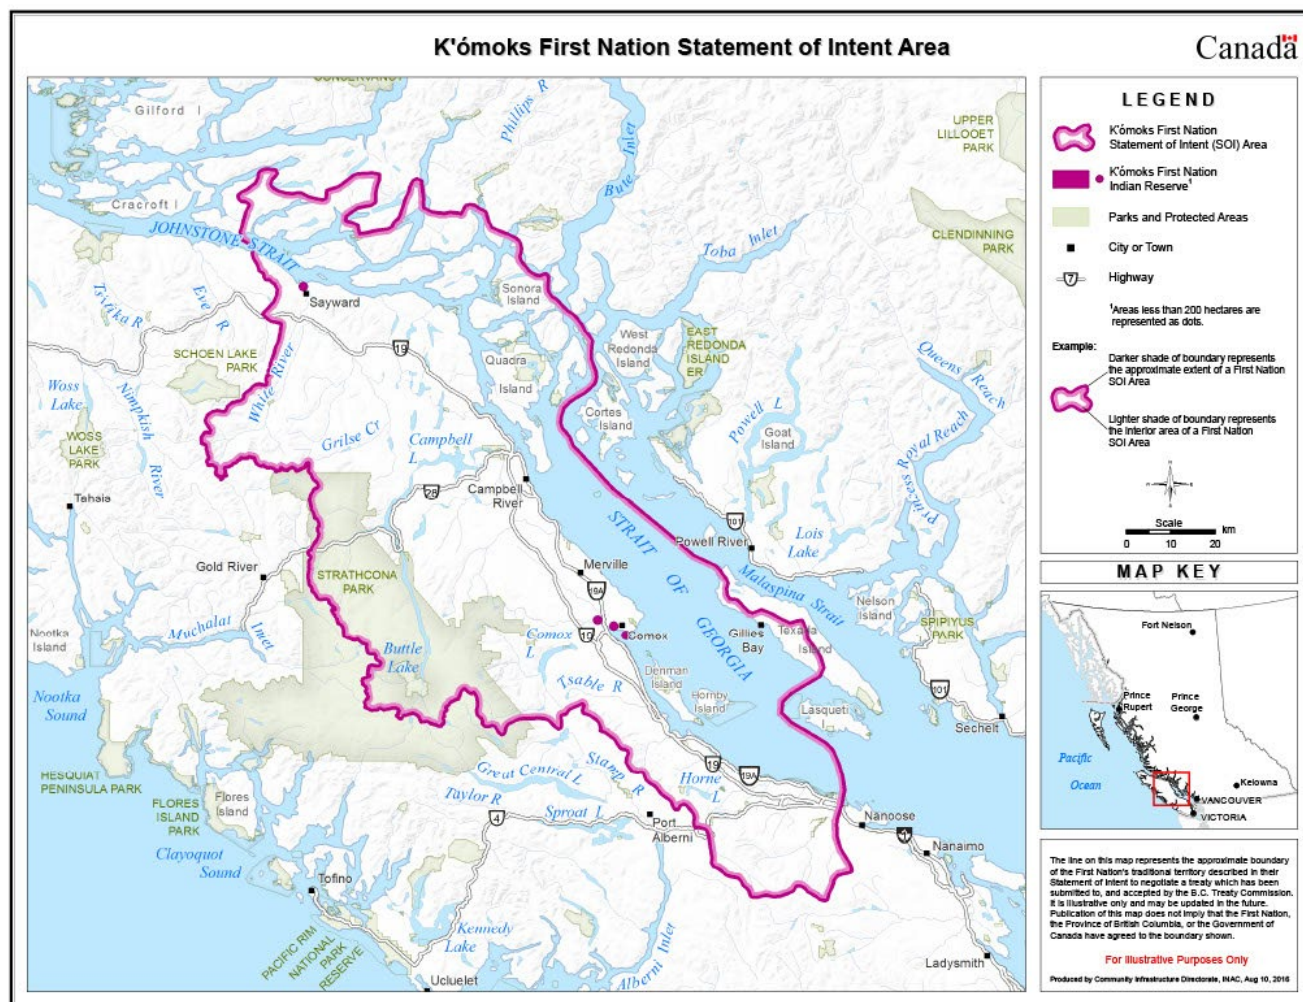 K'ómoks First Nation Statement of Intent Area
Canada
CONSERVANCY
Gilford I
Phillips R
Bute Inlet
UPPER
LILLOOET
PARK
Cracroft I
JOHNSTONE STRAIT
Toba Inlet
CLENDINNING
PARK
Sonora
Island
Sayward
Tsitika R
Eve R
SCHOEN LAKE
PARK
White River
19
Quadra
Island
West
Redonda
Island
EAST
REDONDA
ISLAND
ER
Queens Reach
Woss
Lake
Nimpkish
River
WOSS
LAKE
PARK
Grilse Cr
Campbell
L
Cortes
Island
Powell L
Goat
Island
Royal Reach
Princess
Tahsis
28
Campbell
River
STRAIT
OF
GEORGIA
101
Powell River
Lois
Lake
Gold River
STRATHCONA
PARK
Merville
19A
Malaspina Strait
Nelson
Island
SPIPIYUS
PARK
Nootka
Island
Muchalat
Inlet
Buttle
Lake
Comox
L
19
Comox
Gillies
Bay
Texada
Island
Denman
Island
Hornby
Island
Tsable R
Lasqueti
I
101
Sechelt
Nootka
Sound
HESQUIAT
PENINSULA PARK
FLORES
ISLAND
PARK
Flores
Island
Great Central L
Stamp
R
Horne
L
19
19A
Taylor R
4
Sproat L
Port
Alberni
Nanoose
1
Nanaimo
Clayoquot
Sound
Tofino
PACIFIC RIM
NATIONAL
PARK
RESERVE
Kennedy
Lake
Ucluelet
Alberni Inlet
Ladysmith
LEGEND
K'ómoks First Nation
Statement of Intent (SOI) Area
K'ómoks First Nation
Indian Reserve¹
Parks and Protected Areas
City or Town
7
Highway
¹Areas less than 200 hectares are
represented as dots.
Example:
Darker shade of boundary represents
the approximate extent of a First Nation
SOI Area
Lighter shade of boundary represents
the interior area of a First Nation
SOI Area
Scale
km
0 10 20
MAP KEY
Fort Nelson
Prince
Rupert
Prince
George
Pacific
Ocean
Kelowna
VANCOUVER
VICTORIA
The line on this map represents the approximate boundary
of the First Nation's traditional territory described in their
Statement of Intent to negotiate a treaty which has been
submitted to, and accepted by the B.C. Treaty Commission.
It is illustrative only and may be updated in the future.
Publication of this map does not imply that the First Nation,
the Province of British Columbia, or the Government of
Canada have agreed to the boundary shown.
For Illustrative Purposes Only
Produced by Community Infrastructure Directorate, INAC, Aug 10, 2016